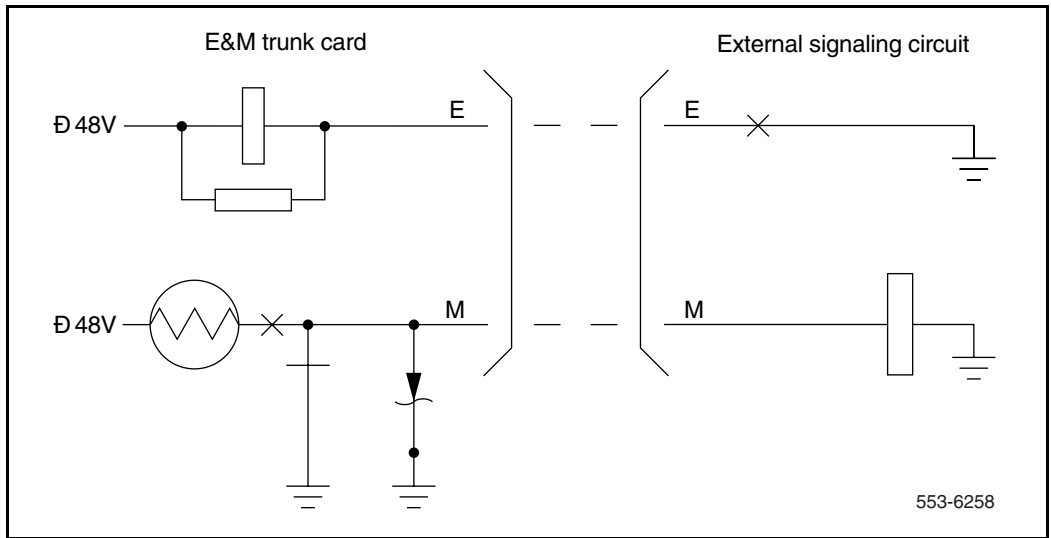 E&M trunk card
External signaling circuit
Ð 48V
E
E
Ð 48V
M
M
553-6258